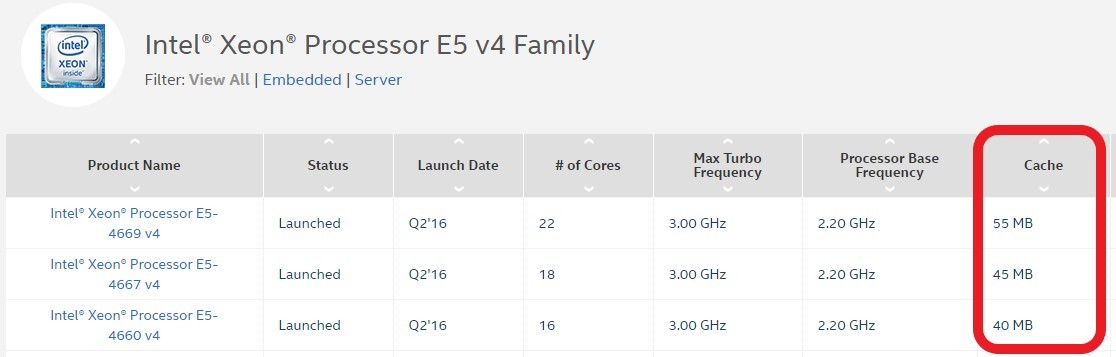 intel
XEON
inside
Intel® Xeon® Processor E5 v4 Family
Filter: View All | Embedded | Server
Product Name Status Launch Date # of Cores Max Turbo Frequency Processor Base Frequency Cache
Intel® Xeon® Processor E5-4669 v4 Launched Q2'16 22 3.00 GHz 2.20 GHz 55 MB
Intel® Xeon® Processor E5-4667 v4 Launched Q2'16 18 3.00 GHz 2.20 GHz 45 MB
Intel® Xeon® Processor E5-4660 v4 Launched Q2'16 16 3.00 GHz 2.20 GHz 40 MB